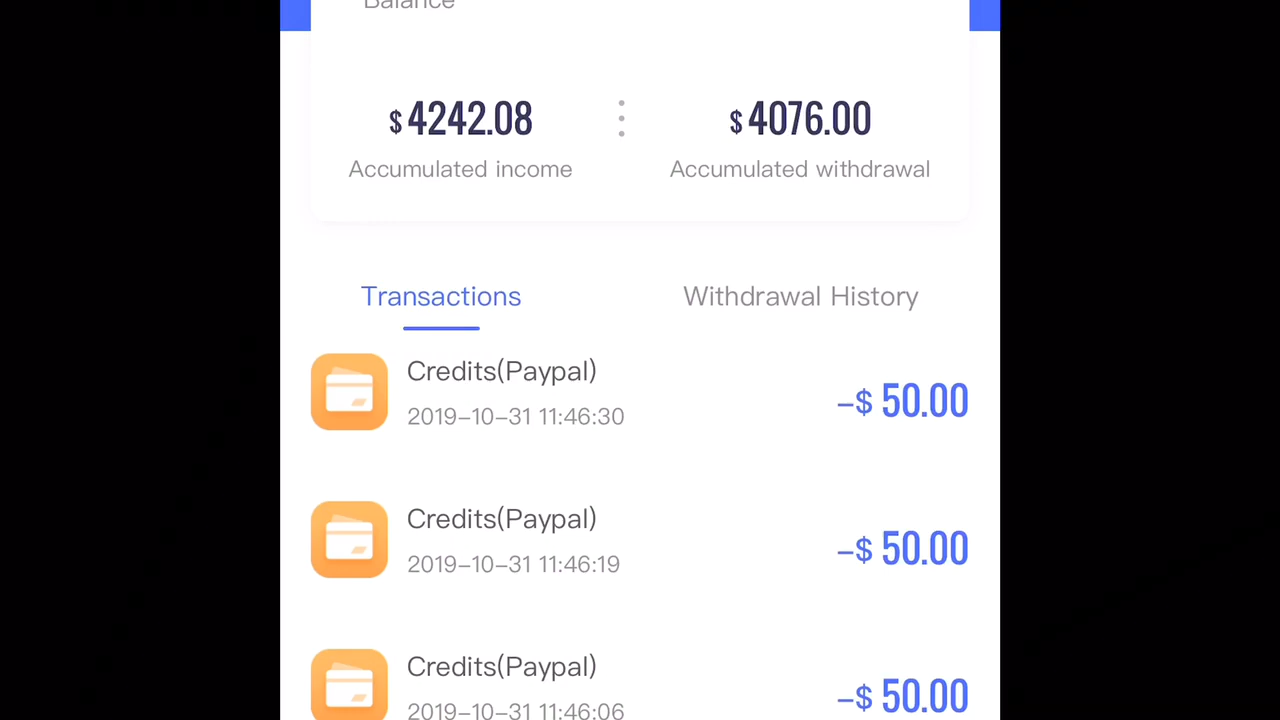 Balance
$4242.08
$4076.00
Accumulated income
Accumulated withdrawal
Transactions
Withdrawal History
Credits(Paypal)
2019-10-31 11:46:30
-$ 50.00
Credits(Paypal)
2019-10-31 11:46:19
-$ 50.00
Credits(Paypal)
2019-10-31 11:46:06
-$ 50.00